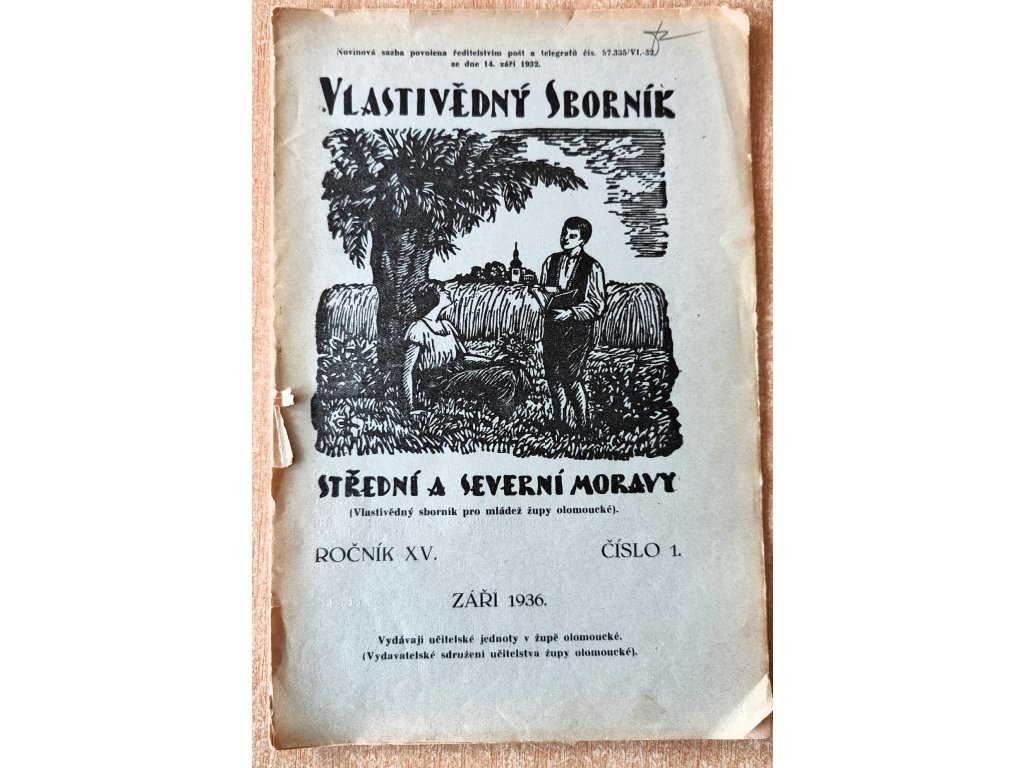 Novinová sazba povolena ředitelstvím pošt a telegrafů čís. 57.335/VI.-32
ze dne 14. září 1932.
VLASTIVĚDNÝ SBORNÍK
STŘEDNÍ A SEVERNÍ MORAVY
(Vlastivědný sborník pro mládež župy olomoucké).
ROČNÍK XV.
ČÍSLO 1.
ZÁŘÍ 1936.
Vydávají učitelské jednoty v župě olomoucké.
(Vydavatelské sdružení učitelstva župy olomoucké).